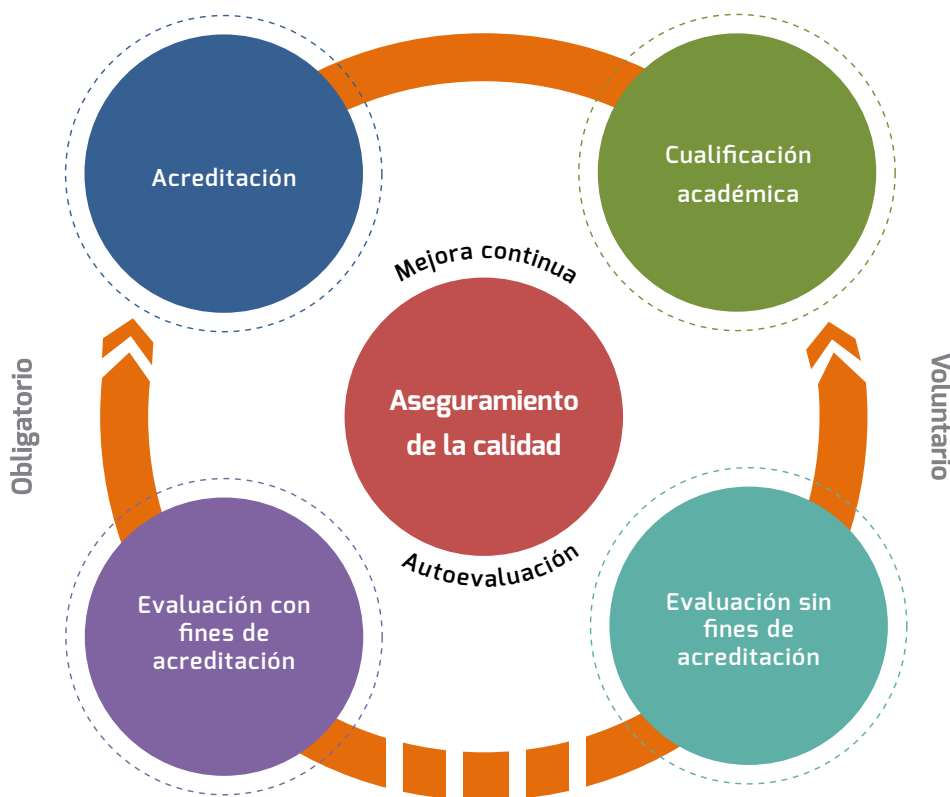 Acreditación
Cualificación
académica
Mejora continua
Obligatorio
Voluntario
Aseguramiento
de la calidad
Autoevaluación
Evaluación con
fines de
acreditación
Evaluación sin
fines de
acreditación